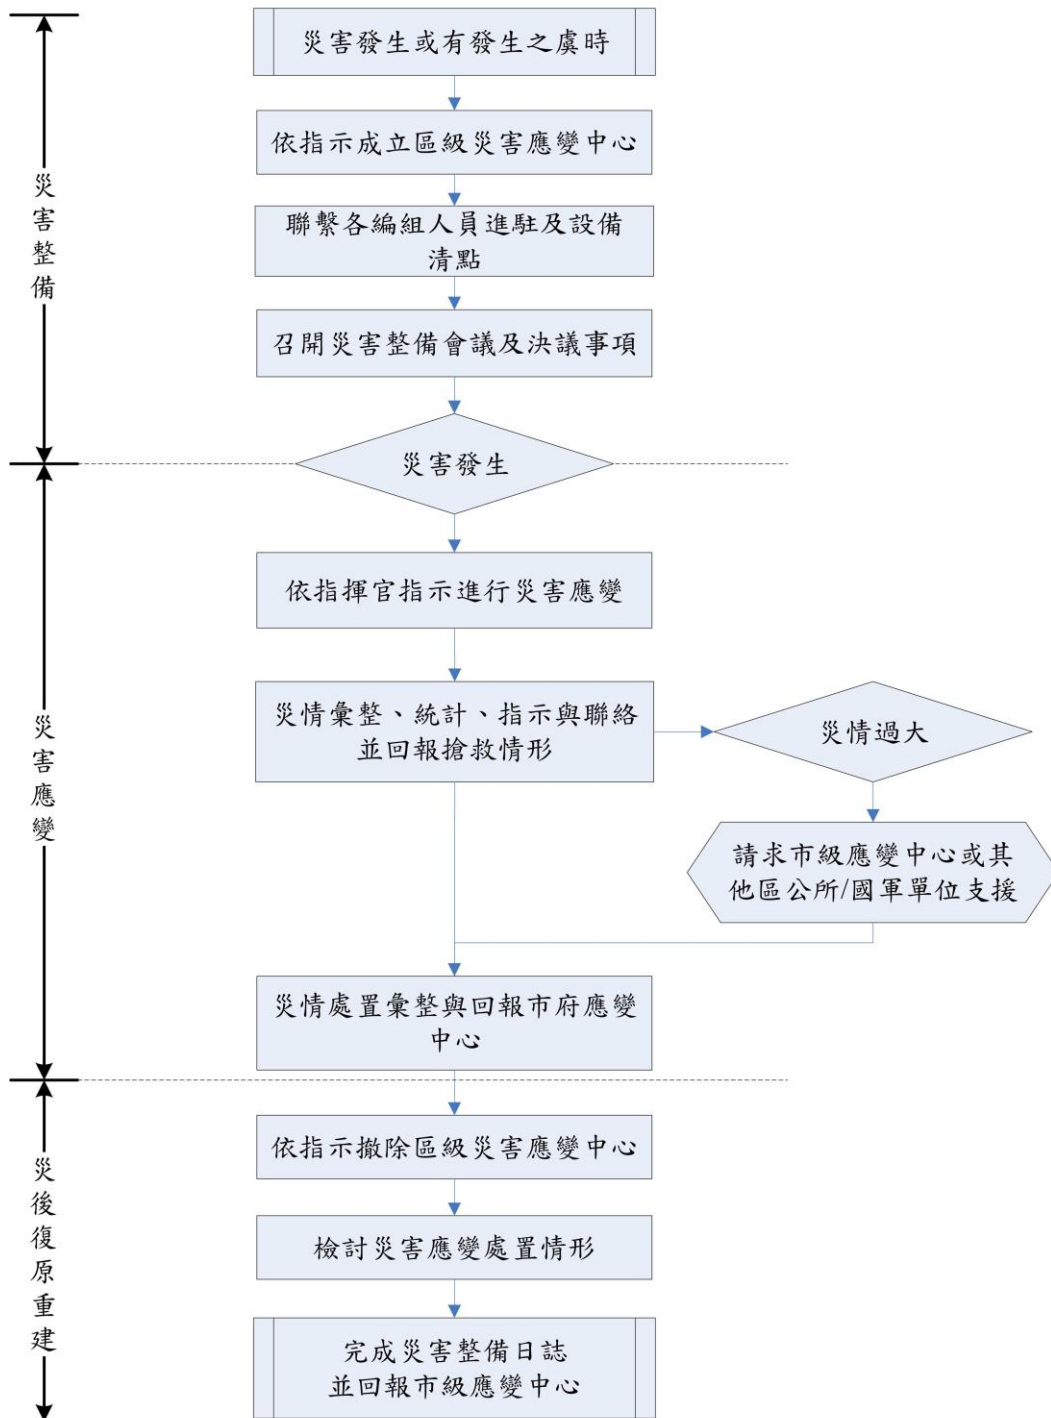 災害發生或有發生之虞時
依指示成立區級災害應變中心
聯繫各編組人員進駐及設備
清點
召開災害整備會議及決議事項
災害整備
災害發生
依指揮官指示進行災害應變
災情彙整、統計、指示與聯絡
並回報搶救情形
災情過大
請求市級應變中心或其
他區公所/國軍單位支援
災情處置彙整與回報市府應變
中心
災害應變
依指示撤除區級災害應變中心
檢討災害應變處置情形
完成災害整備日誌
並回報市級應變中心
災後復原重建